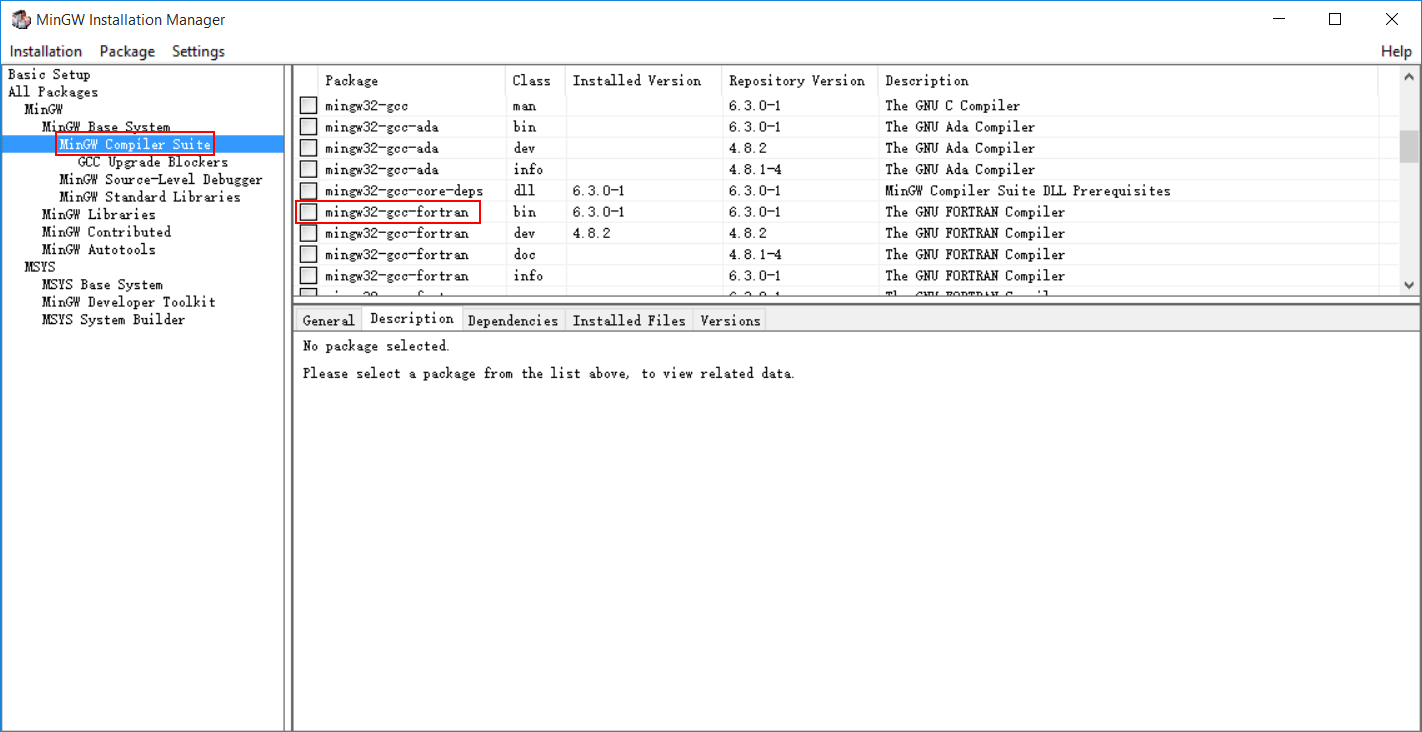 MinGW Installation Manager
Installation Package Settings Help
Basic Setup
All Packages
MinGW
MinGW Base System
MinGW Compiler Suite
GCC Upgrade Blockers
MinGW Source-Level Debugger
MinGW Standard Libraries
MinGW Libraries
MinGW Contributed
MinGW Autotools
MSYS
MSYS Base System
MinGW Developer Toolkit
MSYS System Builder
Package Class Installed Version Repository Version Description
mingw32-gcc man 6.3.0-1 The GNU C Compiler
mingw32-gcc-ada bin 6.3.0-1 The GNU Ada Compiler
mingw32-gcc-ada dev 4.8.2 The GNU Ada Compiler
mingw32-gcc-ada info 4.8.1-4 The GNU Ada Compiler
mingw32-gcc-core-deps dll 6.3.0-1 6.3.0-1 MinGW Compiler Suite DLL Prerequisites
mingw32-gcc-fortran bin 6.3.0-1 6.3.0-1 The GNU FORTRAN Compiler
mingw32-gcc-fortran dev 4.8.2 4.8.2 The GNU FORTRAN Compiler
mingw32-gcc-fortran doc 4.8.1-4 The GNU FORTRAN Compiler
mingw32-gcc-fortran info 6.3.0-1 The GNU FORTRAN Compiler
General Description Dependencies Installed Files Versions
No package selected.
Please select a package from the list above, to view related data.